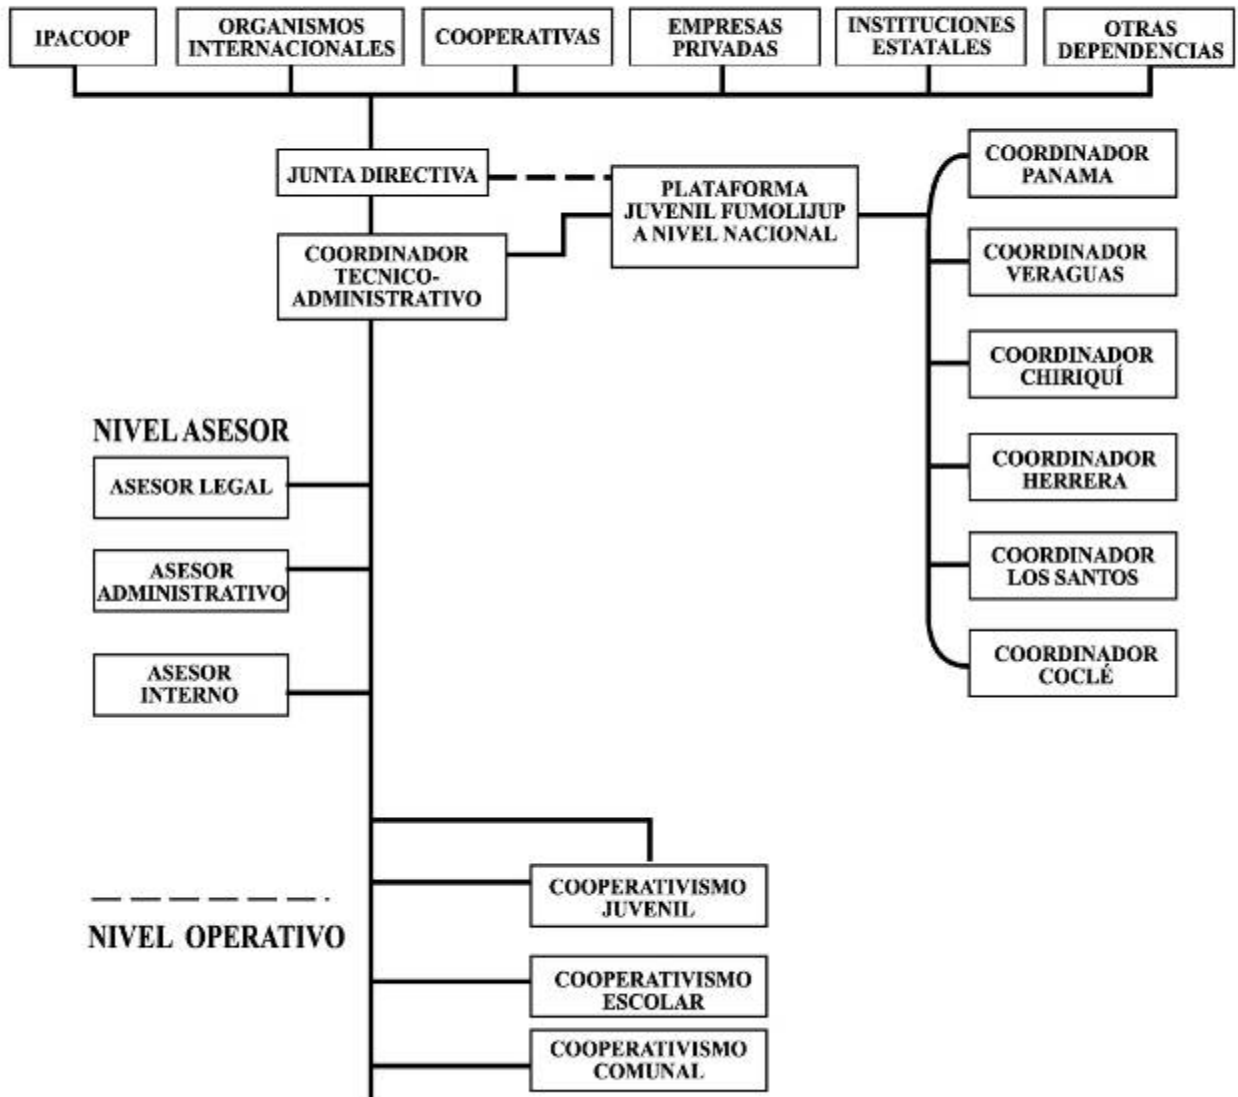 IPACOOP
ORGANISMOS
INTERNACIONALES
COOPERATIVAS
EMPRESAS
PRIVADAS
INSTITUCIONES
ESTATALES
OTRAS
DEPENDENCIAS
JUNTA DIRECTIVA
PLATAFORMA
JUVENIL FUMOLIJUP
A NIVEL NACIONAL
COORDINADOR
TECNICO-
ADMINISTRATIVO
COORDINADOR
PANAMA
COORDINADOR
VERAGUAS
COORDINADOR
CHIRIQUÍ
COORDINADOR
HERRERA
COORDINADOR
LOS SANTOS
COORDINADOR
COCLÉ
NIVEL ASESOR
ASESOR LEGAL
ASESOR
ADMINISTRATIVO
ASESOR
INTERNO
NIVEL OPERATIVO
COOPERATIVISMO
JUVENIL
COOPERATIVISMO
ESCOLAR
COOPERATIVISMO
COMUNAL